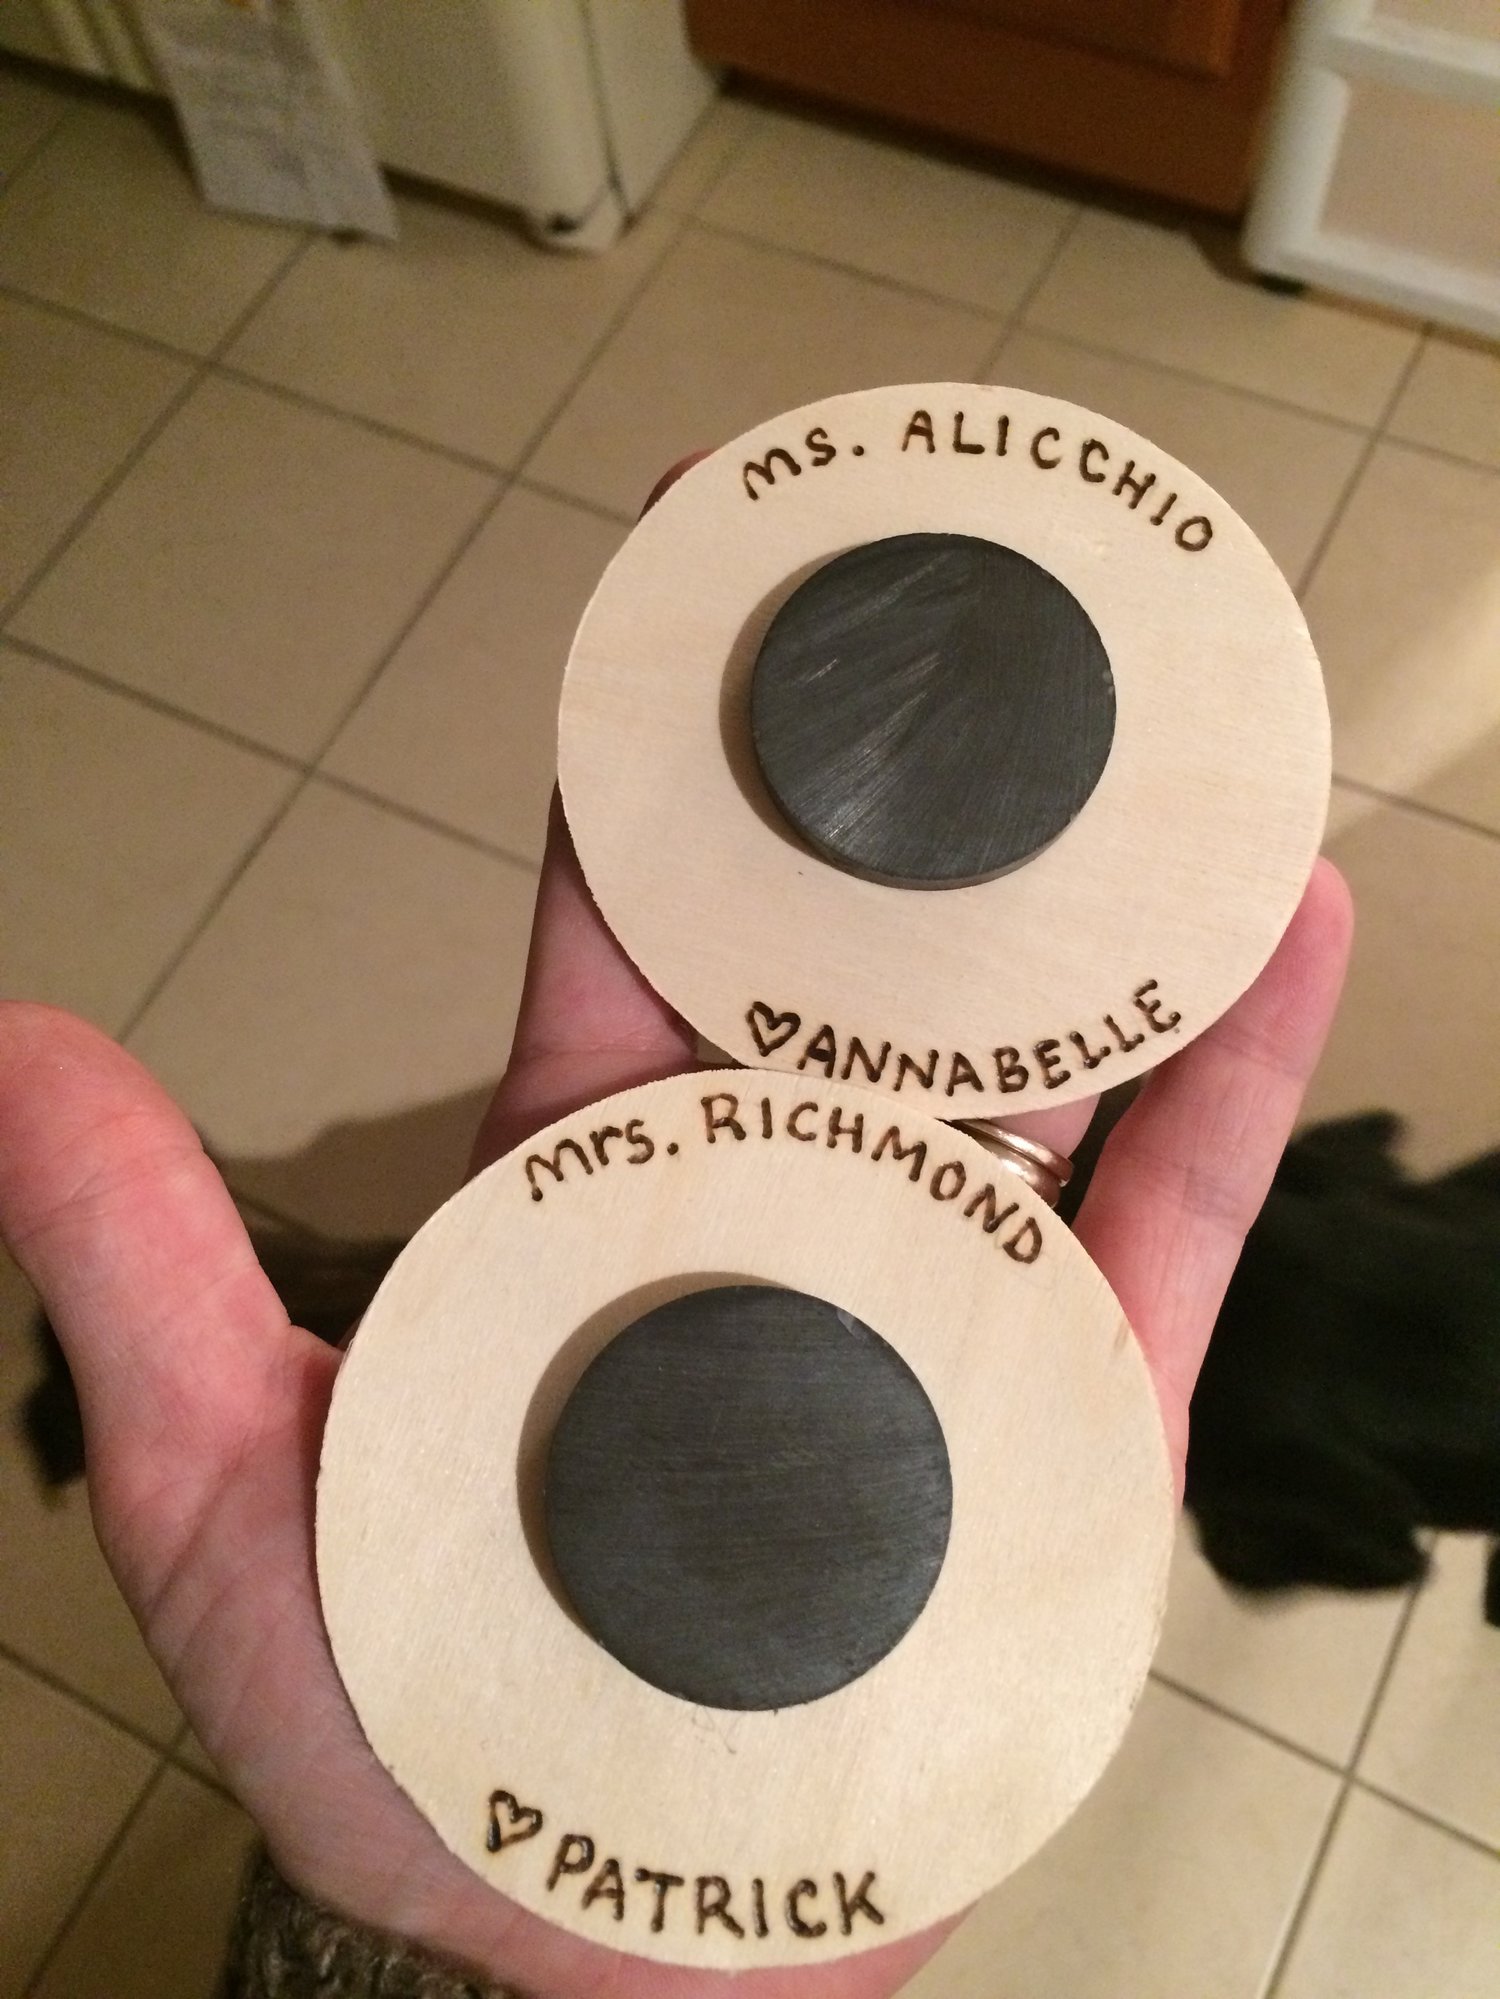 ms. ALICCHIO
♡ANNABELLE
mrs. RICHMOND
♡PATRICK